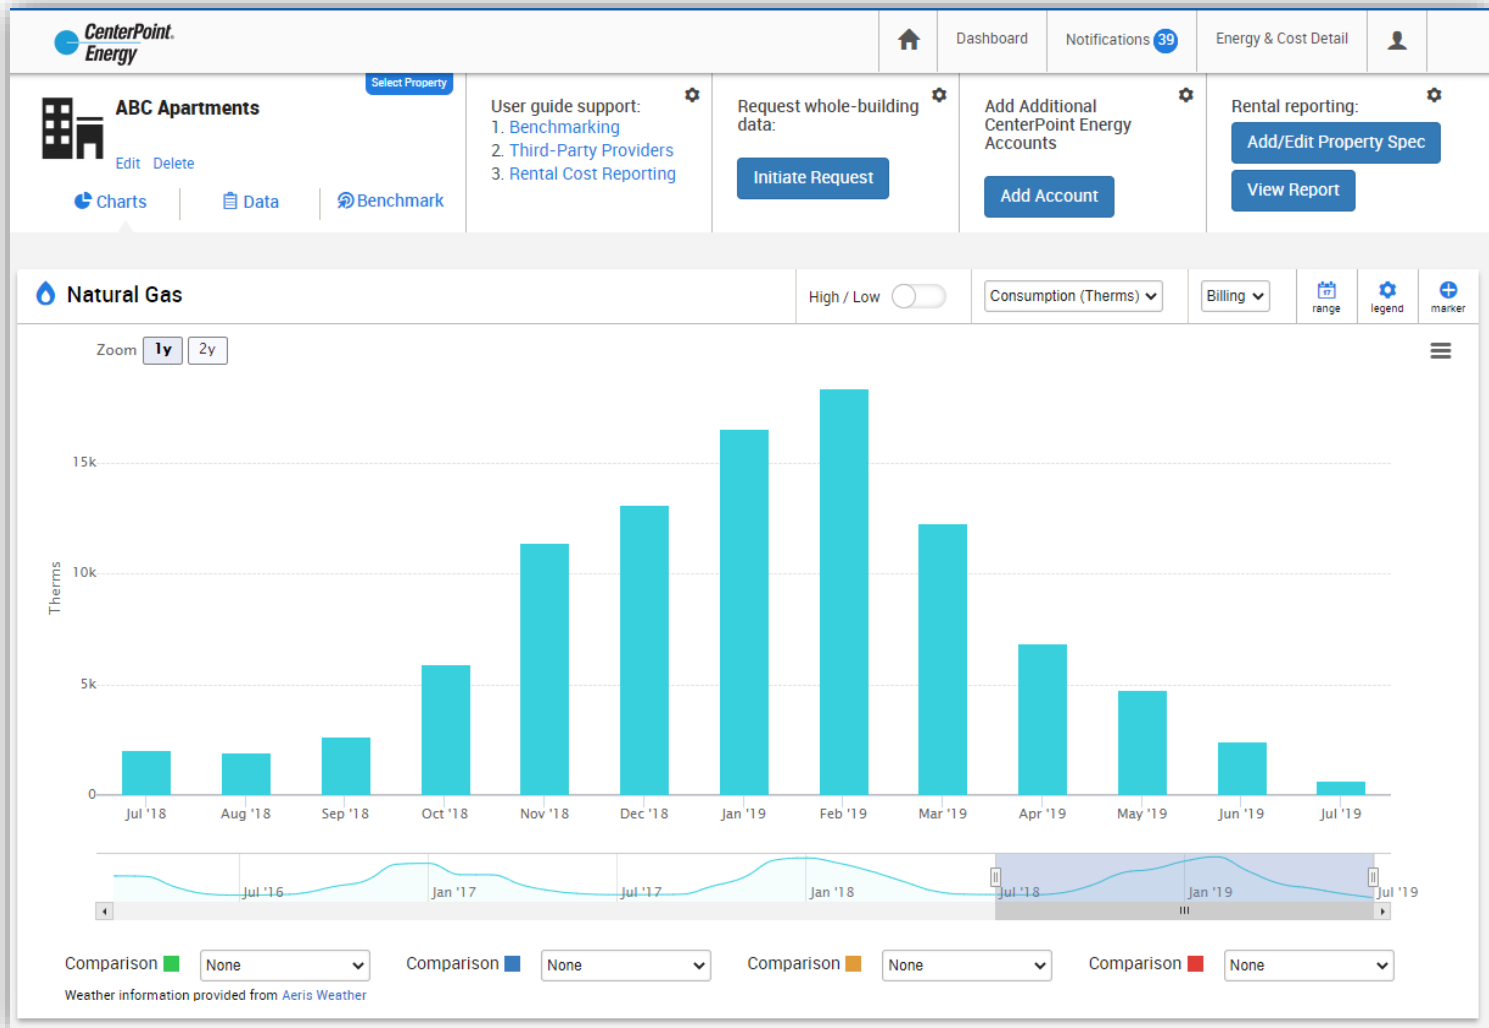 CenterPoint.
Energy
Dashboard
Notifications 39
Energy & Cost Detail
Select Property
ABC Apartments
Edit Delete
Charts
Data
Benchmark
User guide support:
1. Benchmarking
2. Third-Party Providers
3. Rental Cost Reporting
Request whole-building
data:
Initiate Request
Add Additional
CenterPoint Energy
Accounts
Add Account
Rental reporting:
Add/Edit Property Spec
View Report
Natural Gas
High / Low
Consumption (Therms)
Billing
17
range
legend
marker
Zoom 1y 2y
15k
10k
5k
0
Therms
Jul '18 Aug '18 Sep '18 Oct '18 Nov '18 Dec '18 Jan '19 Feb '19 Mar '19 Apr '19 May '19 Jun '19 Jul '19
Jul '16 Jan '17 Jul '17 Jan '18 Jul '18 Jan '19 Jul '19
Comparison None Comparison None Comparison None Comparison None
Weather information provided from Aeris Weather